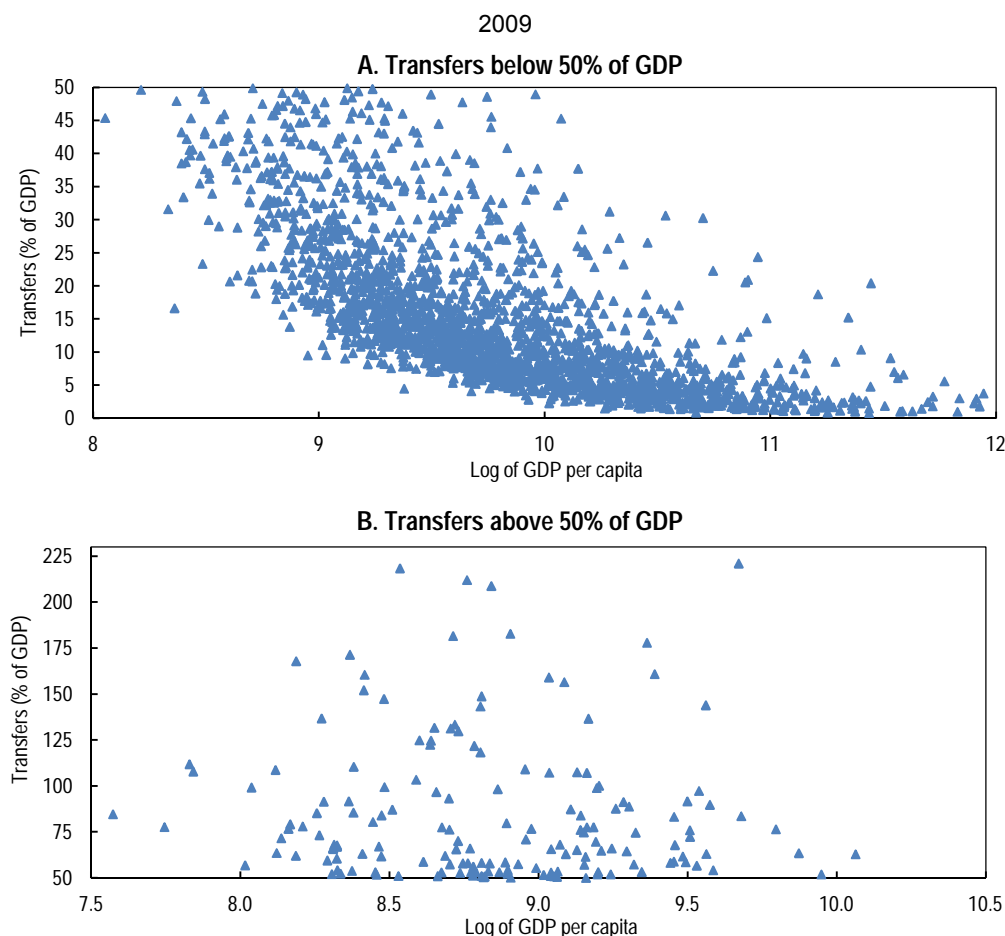 2009
A. Transfers below 50% of GDP
Transfers (% of GDP)
50
45
40
35
30
25
20
15
10
5
0
8 9 10 11 12
Log of GDP per capita
B. Transfers above 50% of GDP
Transfers (% of GDP)
225
200
175
150
125
100
75
50
7.5 8.0 8.5 9.0 9.5 10.0 10.5
Log of GDP per capita